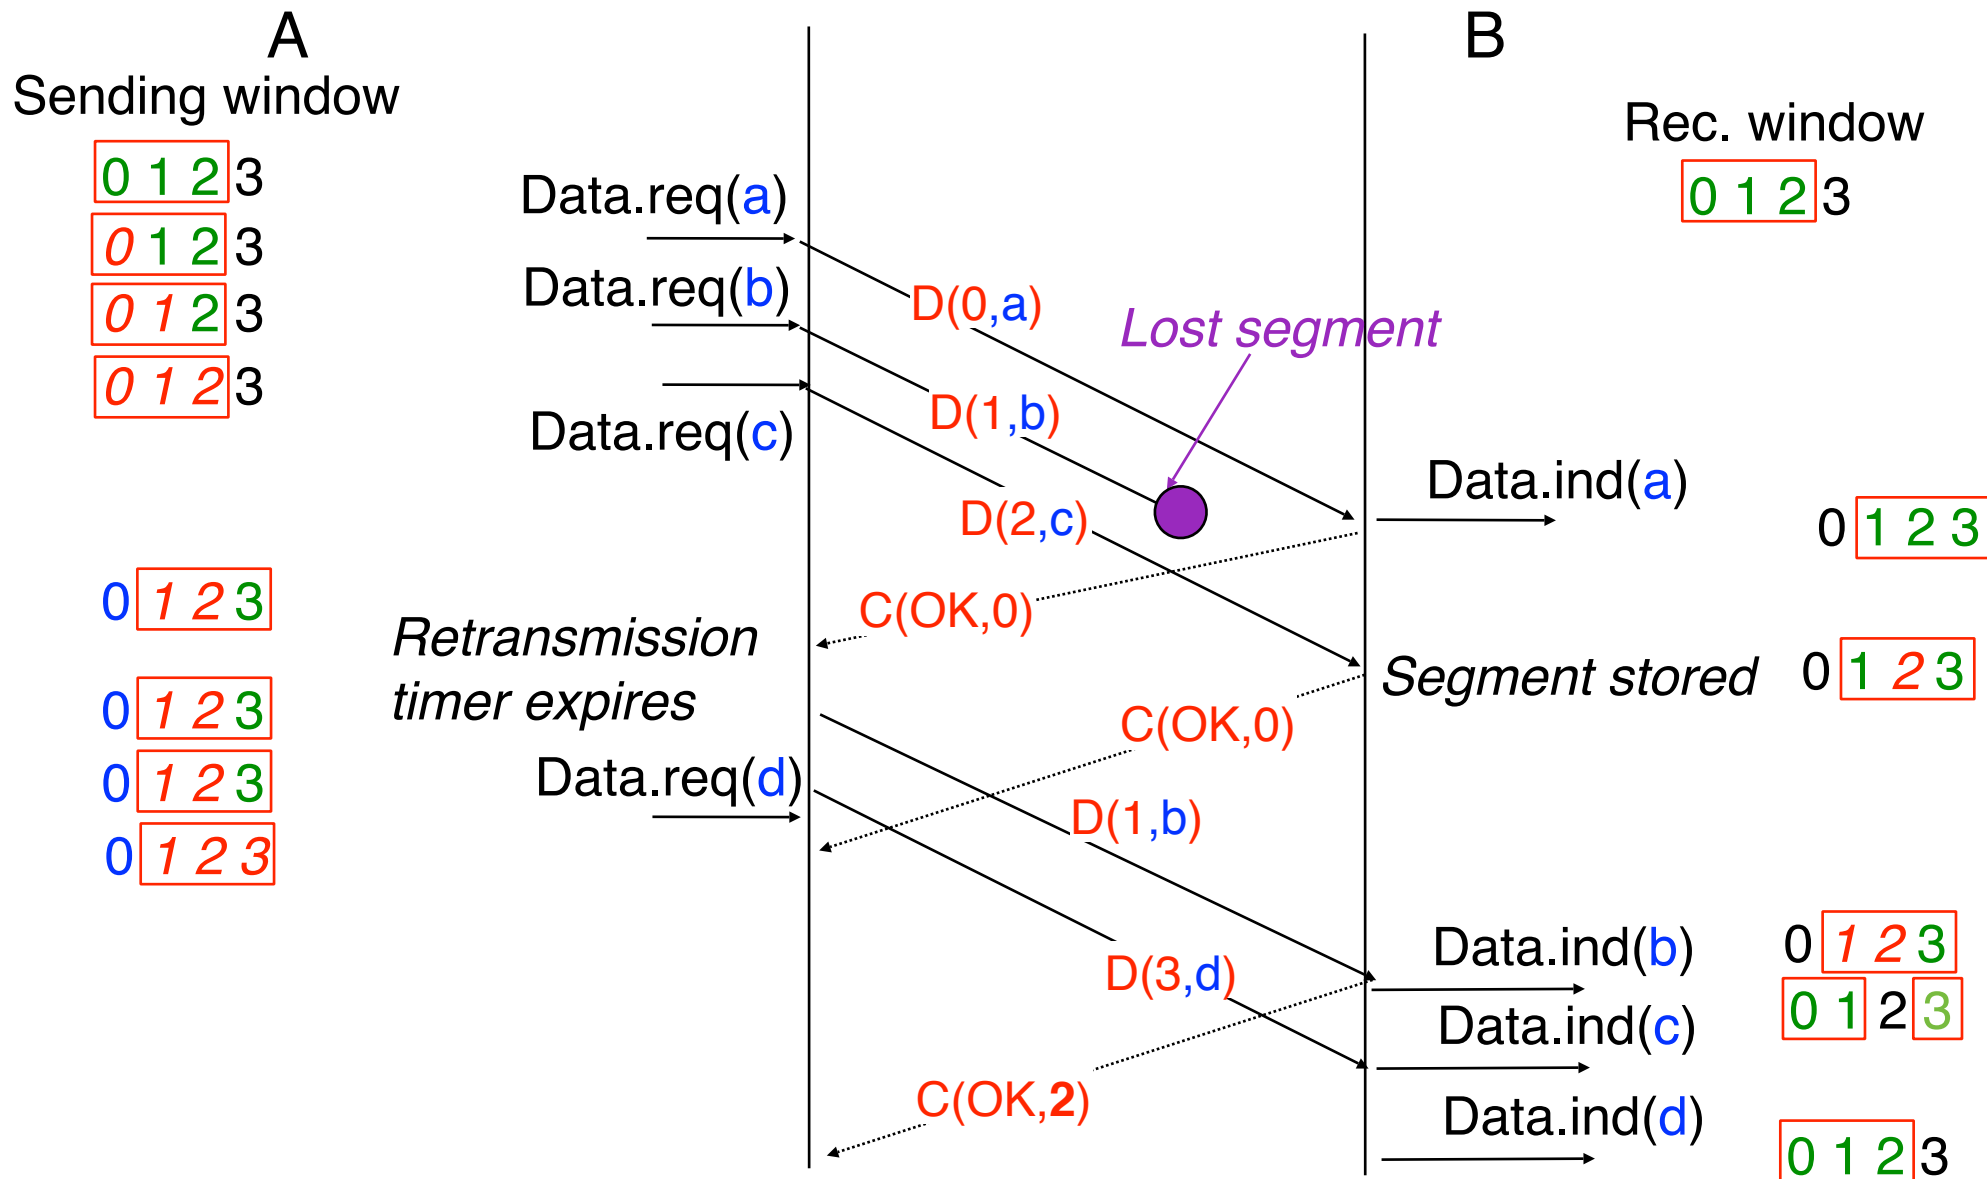 A
B
Sending window
Rec. window
0 1 2 3
Data.req(a)
0 1 2 3
0 1 2 3
Data.req(b)
D(0,a)
0 1 2 3
Lost segment
0 1 2 3
D(1,b)
Data.req(c)
Data.ind(a)
D(2,c)
0 1 2 3
0 1 2 3
C(OK,0)
Retransmission
timer expires
Segment stored
0 1 2 3
0 1 2 3
C(OK,0)
Data.req(d)
0 1 2 3
D(1,b)
0 1 2 3
Data.ind(b)
0 1 2 3
D(3,d)
0 1 2 3
Data.ind(c)
C(OK,2)
Data.ind(d)
0 1 2 3